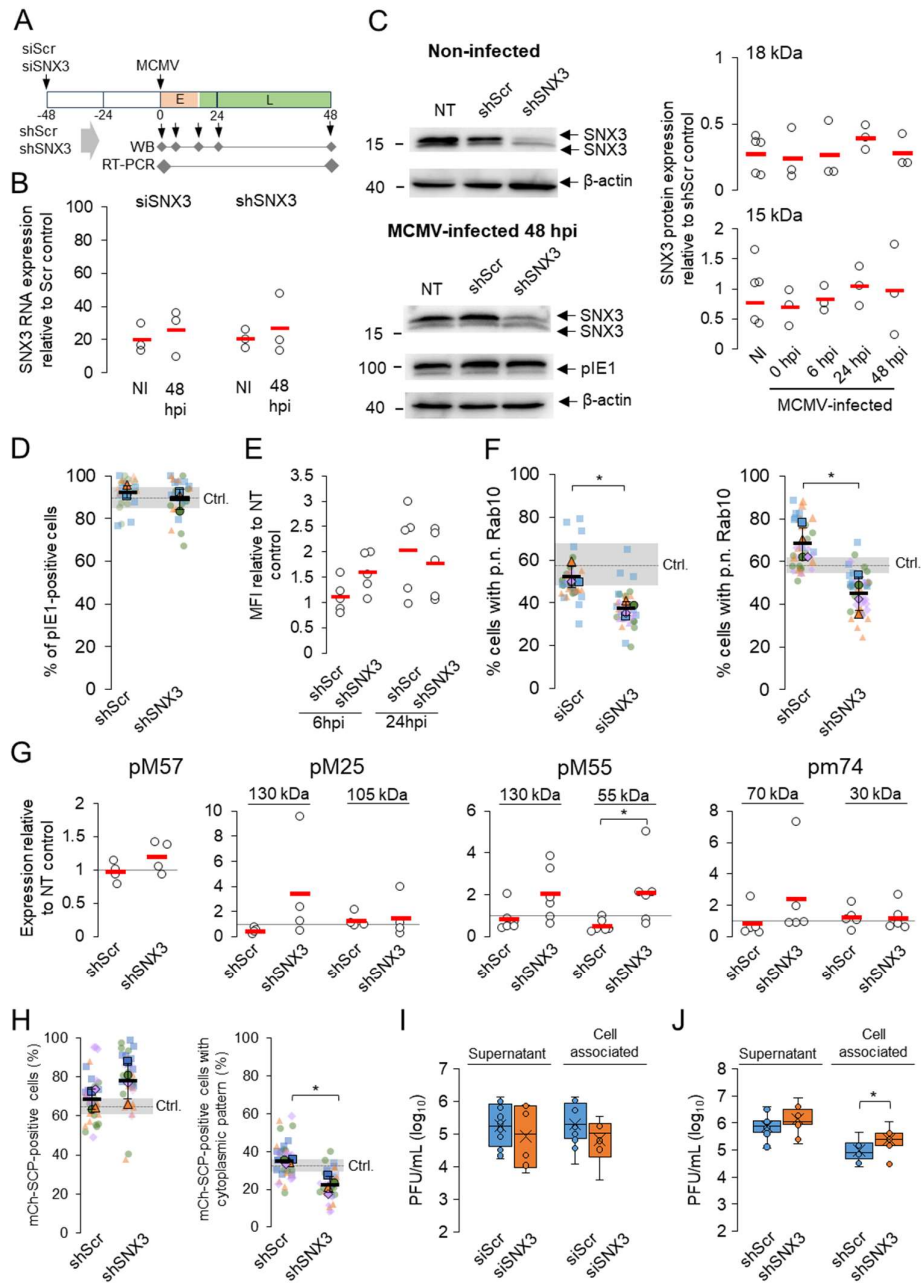 A
siScr
siSNX3
MCMV
E
L
-48
-24
0
24
48
shScr
shSNX3
WB
RT-PCR
B
SNX3 RNA expression
relative to Scr control
100
80
60
40
20
0
siSNX3
shSNX3
NI
48
hpi
NI
48
hpi
C
Non-infected
NT
shScr
shSNX3
15
SNX3
SNX3
40
β-actin
MCMV-infected 48 hpi
NT
shScr
shSNX3
SNX3
15
SNX3
100
pIE1
40
β-actin
SNX3 protein expression
relative to shScr control
18 kDa
1
0.5
0
15 kDa
2
1.5
1
0.5
0
NI
0 hpi
6 hpi
24 hpi
48 hpi
MCMV-infected
D
% of pIE1-positive cells
100
80
60
40
20
0
Ctrl.
shScr
shSNX3
E
MFI relative to NT
control
3.5
3
2.5
2
1.5
1
0.5
0
shScr
shSNX3
shScr
shSNX3
6hpi
24hpi
F
% cells with p.n. Rab10
100
80
60
40
20
0
*
Ctrl.
siScr
siSNX3
% cells with p.n. Rab10
100
80
60
40
20
0
*
Ctrl.
shScr
shSNX3
G
Expression relative
to NT control
pM57
2
1.5
1
0.5
0
shScr
shSNX3
pM25
130 kDa
105 kDa
10
8
6
4
2
0
shScr
shSNX3
shScr
shSNX3
pM55
130 kDa
55 kDa
6
4
2
0
*
shScr
shSNX3
shScr
shSNX3
pm74
70 kDa
30 kDa
8
6
4
2
0
shScr
shSNX3
shScr
shSNX3
H
mCh-SCP-positive cells (%)
100
80
60
40
20
0
Ctrl.
shScr
shSNX3
mCh-SCP-positive cells with
cytoplasmic pattern (%)
100
80
60
40
20
0
*
Ctrl.
shScr
shSNX3
I
Supernatant
Cell
associated
PFU/mL (log10)
6
5
4
3
2
siScr
siSNX3
siScr
siSNX3
J
Supernatant
Cell
associated
PFU/mL (log10)
8
7
6
5
4
3
2
*
shScr
shSNX3
shScr
shSNX3